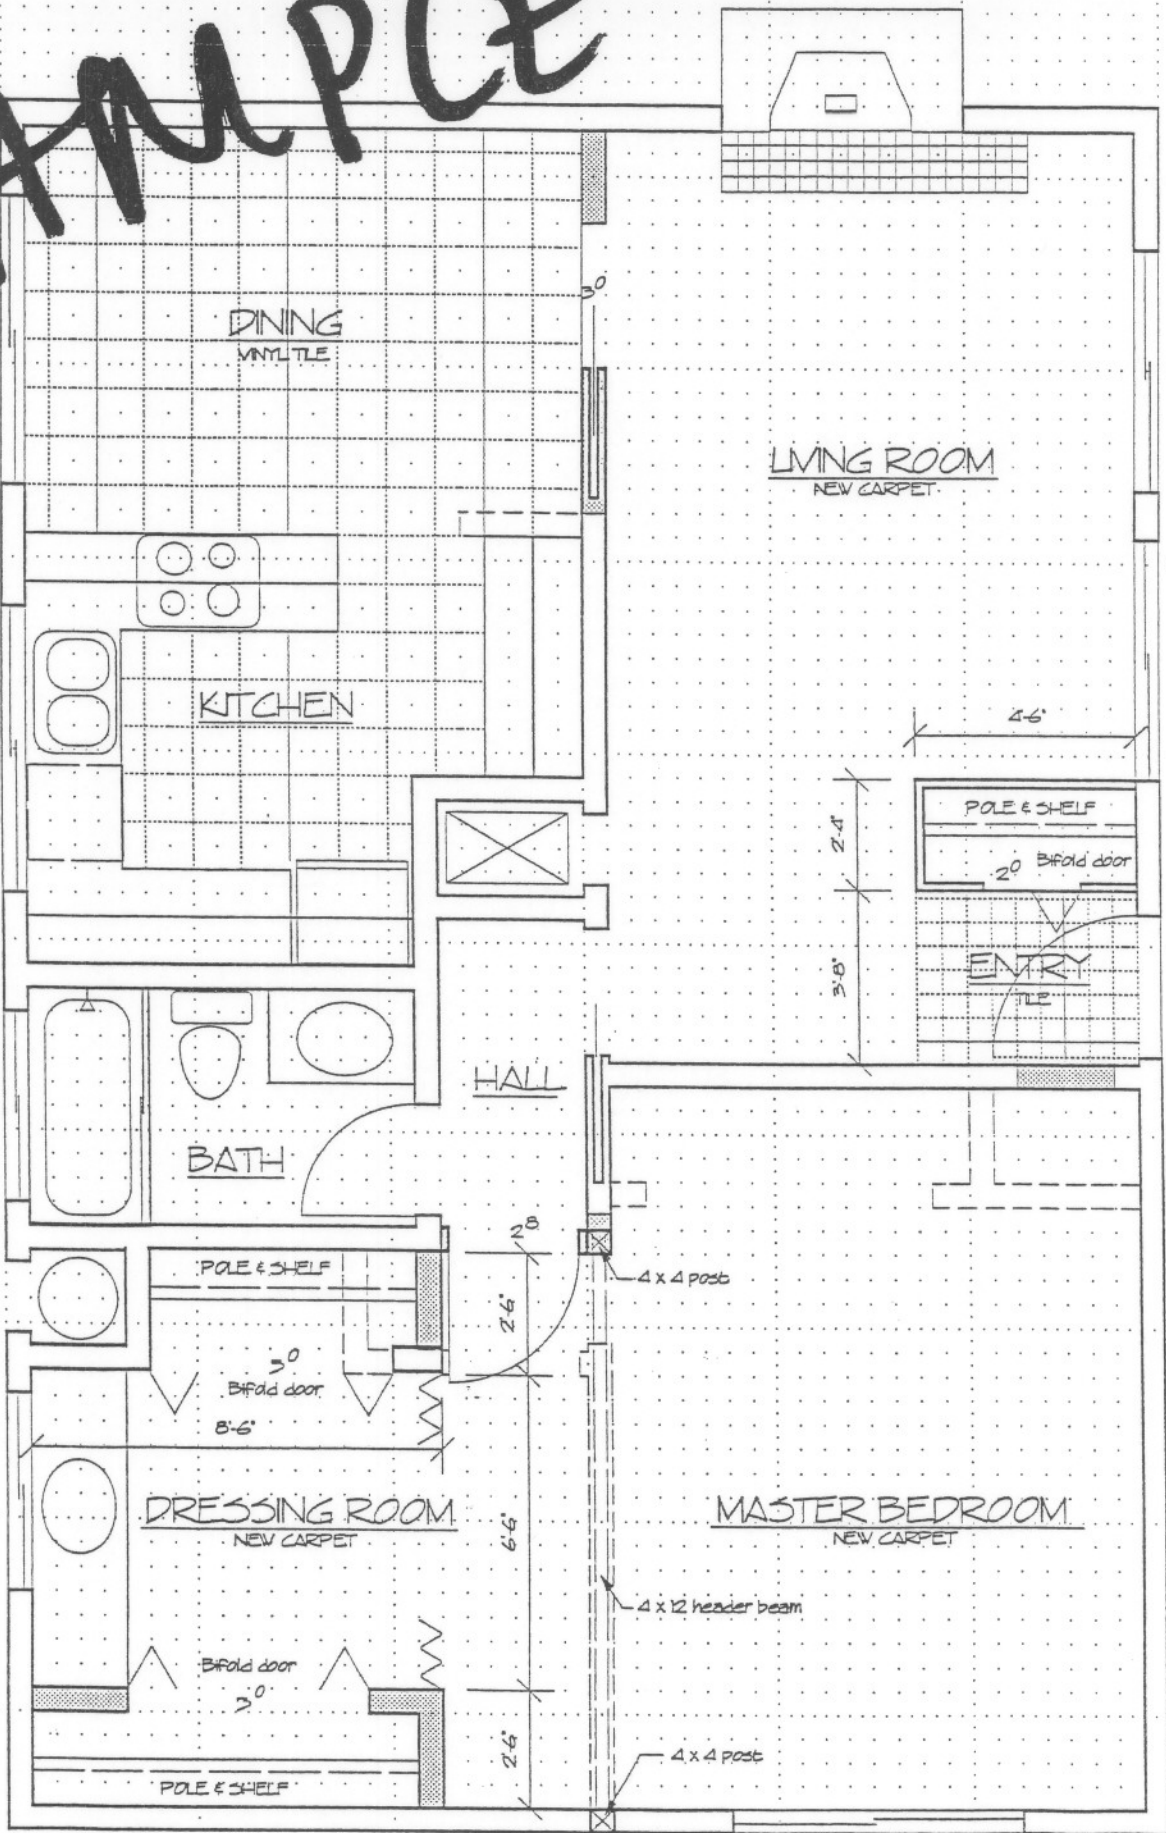 AMPLE
3⁰
DINING
VINYL TILE
LIVING ROOM
NEW CARPET
KITCHEN
4'-6"
POLE & SHELF
2'-4"
Bifold door
2⁰
ENTRY
TILE
3'-8"
HALL
BATH
2⁸
POLE & SHELF
4 x 4 post
2'-6"
3⁰
Bifold door
8'-6"
DRESSING ROOM
NEW CARPET
MASTER BEDROOM
NEW CARPET
6'-6"
4 x 12 header beam
Bifold door
3⁰
2'-6"
4 x 4 post
POLE & SHELF